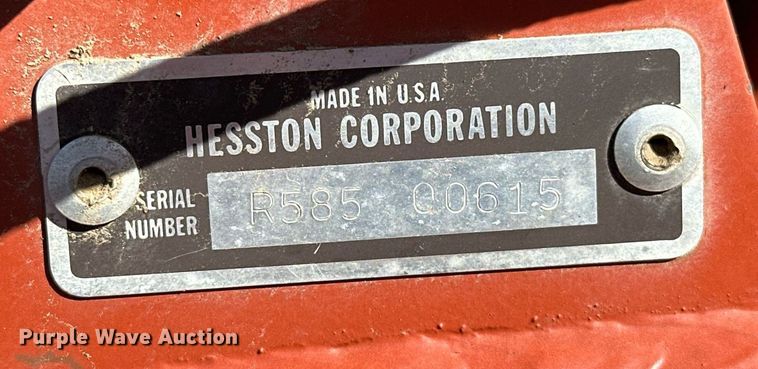 MADE IN U.S.A.
HESSTON CORPORATION
SERIAL NUMBER
R585 00615
Purple Wave Auction